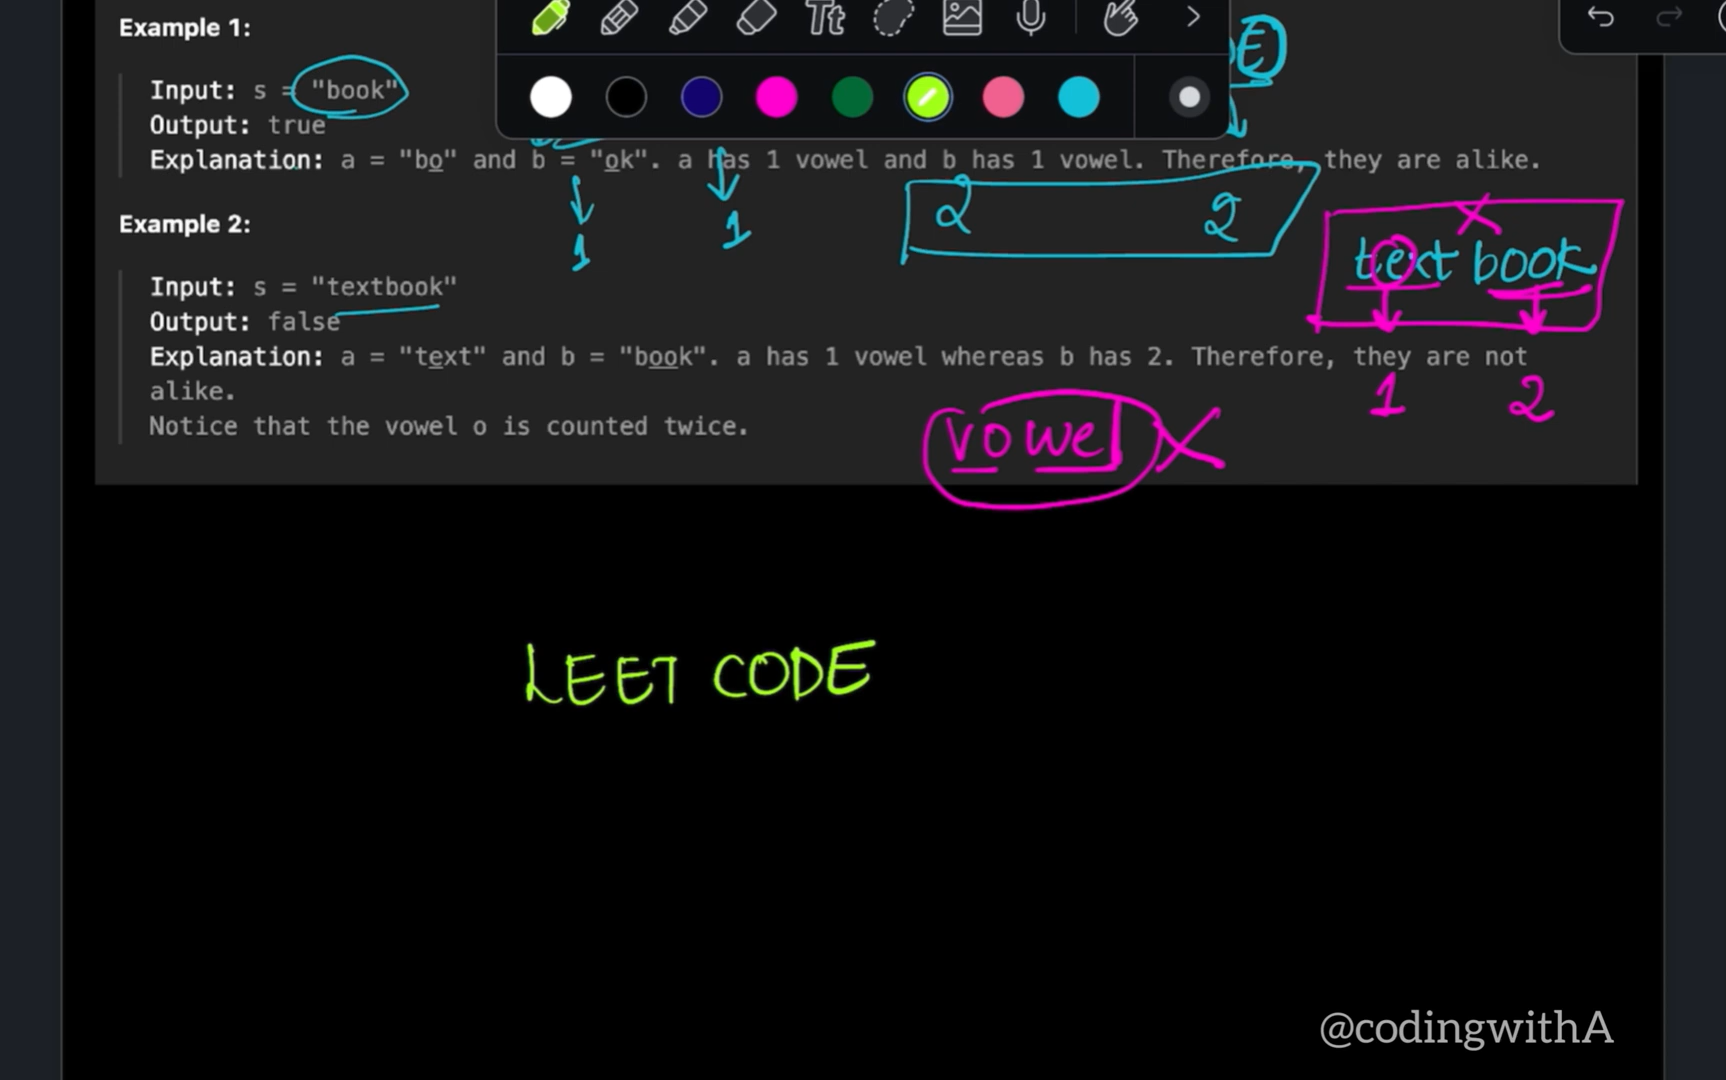 Example 1:
Tt
E
Input: s = "book"
Output: true
Explanation: a = "bo" and b = "ok". a has 1 vowel and b has 1 vowel. Therefore, they are alike.
1 1 2 2
Example 2:
text book
Input: s = "textbook"
Output: false
Explanation: a = "text" and b = "book". a has 1 vowel whereas b has 2. Therefore, they are not
alike.
1 2
Notice that the vowel o is counted twice.
vowel X
LEET CODE
@codingwithA